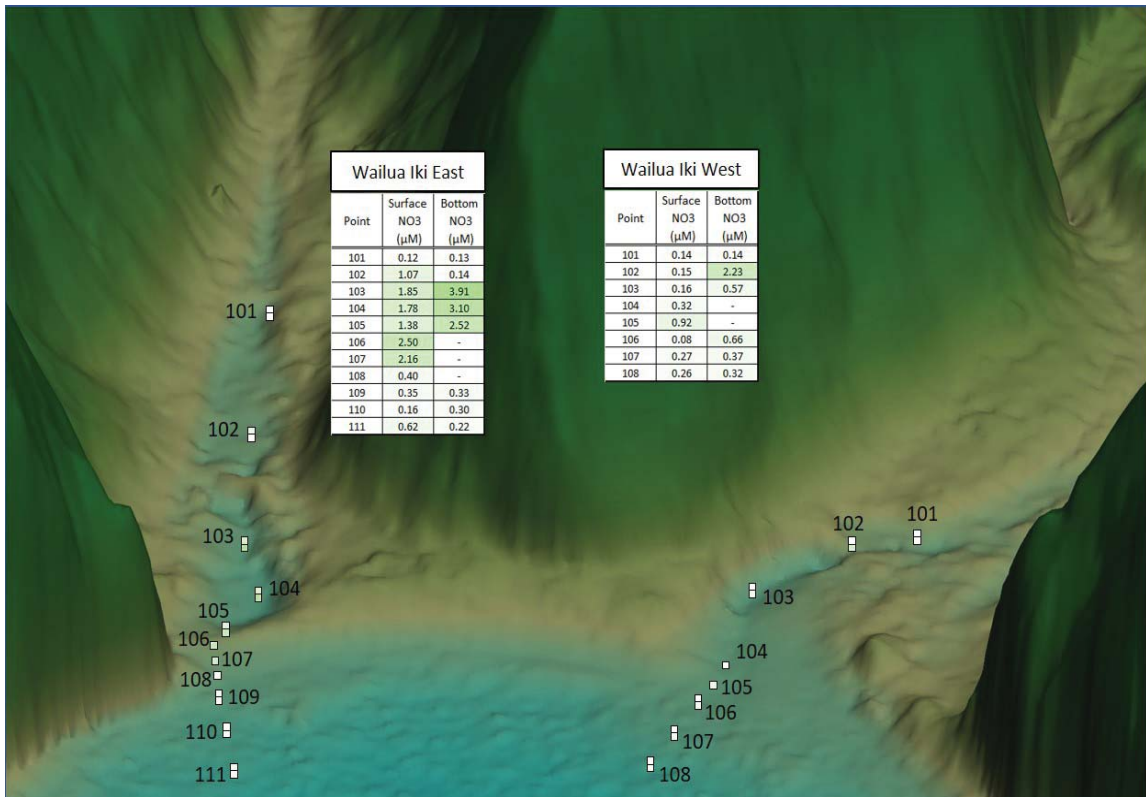 Wailua Iki East
Point Surface NO3 (µM) Bottom NO3 (µM)
101 0.12 0.13
102 1.07 0.14
103 1.85 3.91
104 1.78 3.10
105 1.38 2.52
106 2.50 -
107 2.16 -
108 0.40 -
109 0.35 0.33
110 0.16 0.30
111 0.62 0.22
Wailua Iki West
Point Surface NO3 (µM) Bottom NO3 (µM)
101 0.14 0.14
102 0.15 2.23
103 0.16 0.57
104 0.32 -
105 0.92 -
106 0.08 0.66
107 0.27 0.37
108 0.26 0.32
101
102
103
104
105
106
107
108
109
110
111
101
102
103
104
105
106
107
108